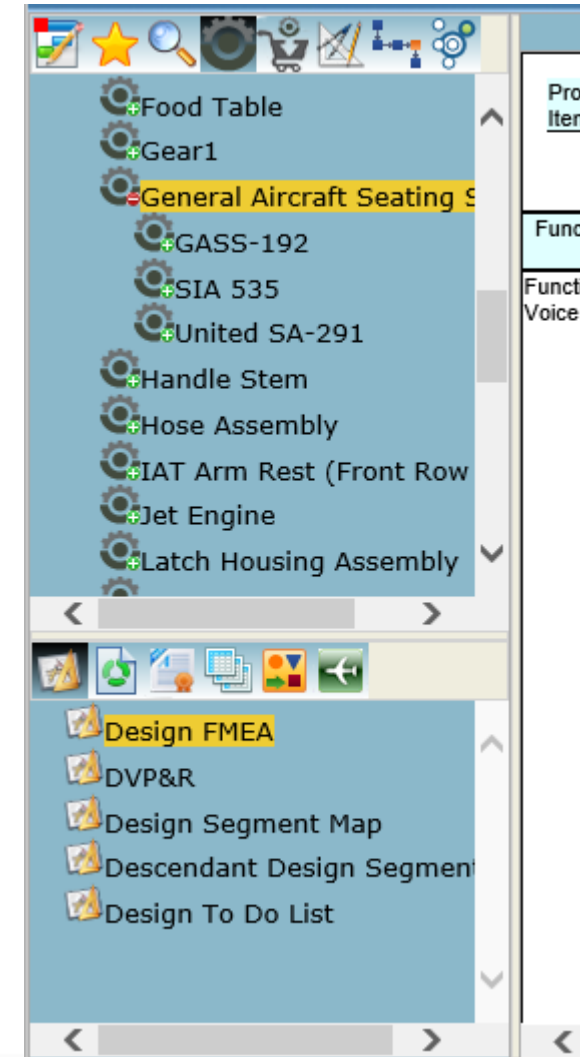 Food Table
Gear1
General Aircraft Seating S
GASS-192
SIA 535
United SA-291
Handle Stem
Hose Assembly
IAT Arm Rest (Front Row
Jet Engine
Latch Housing Assembly
Design FMEA
DVP&R
Design Segment Map
Descendant Design Segment
Design To Do List
Pro
Iter
Func
Functi
Voice